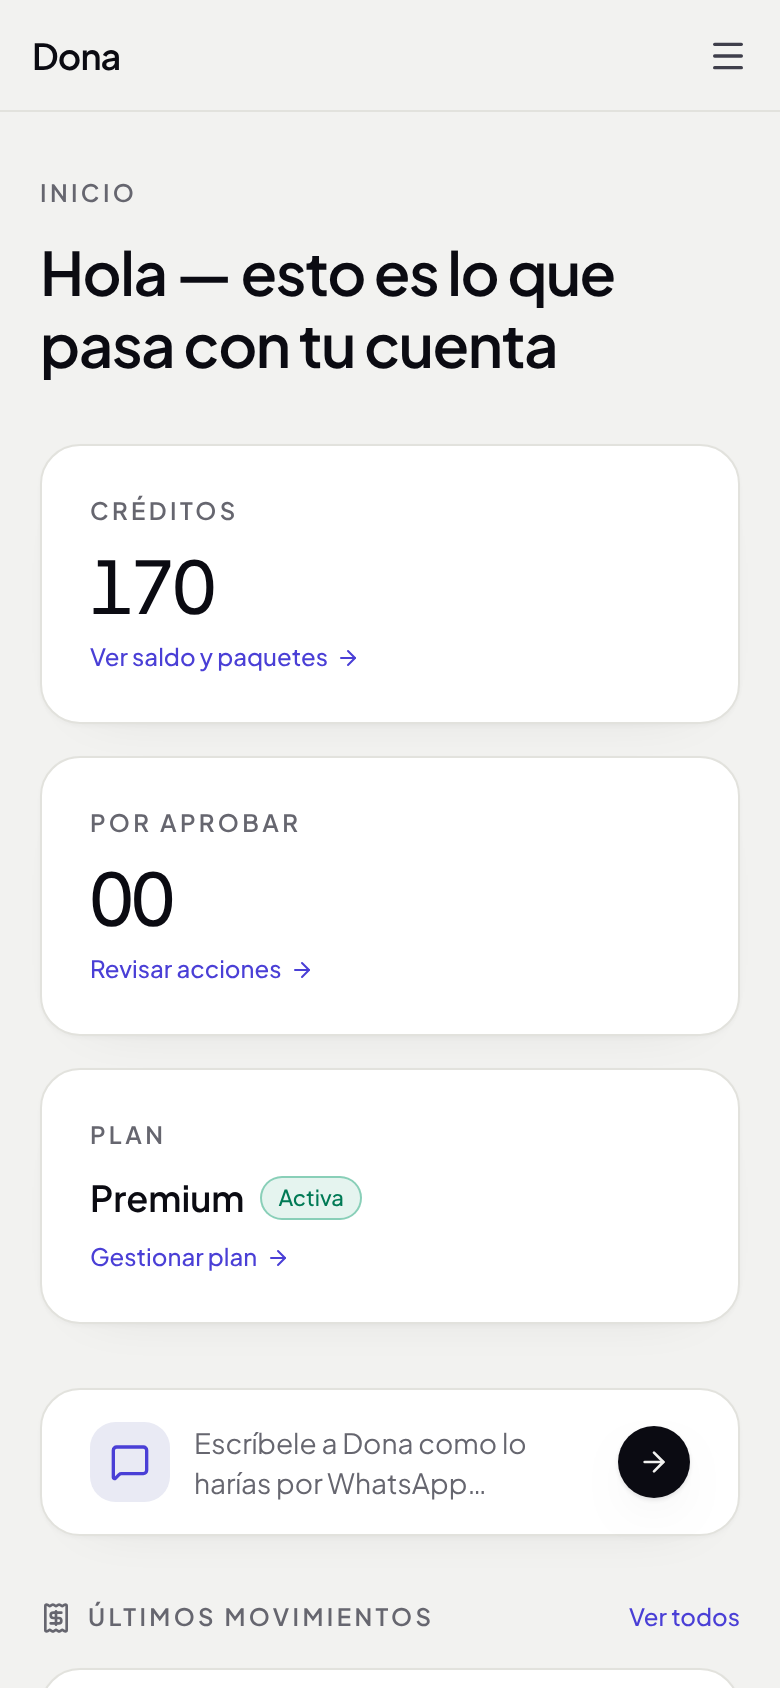 Dona
INICIO
Hola — esto es lo que
pasa con tu cuenta
CRÉDITOS
170
Ver saldo y paquetes →
POR APROBAR
00
Revisar acciones →
PLAN
Premium Activa
Gestionar plan →
Escríbele a Dona como lo
harías por WhatsApp...
ÚLTIMOS MOVIMIENTOS Ver todos